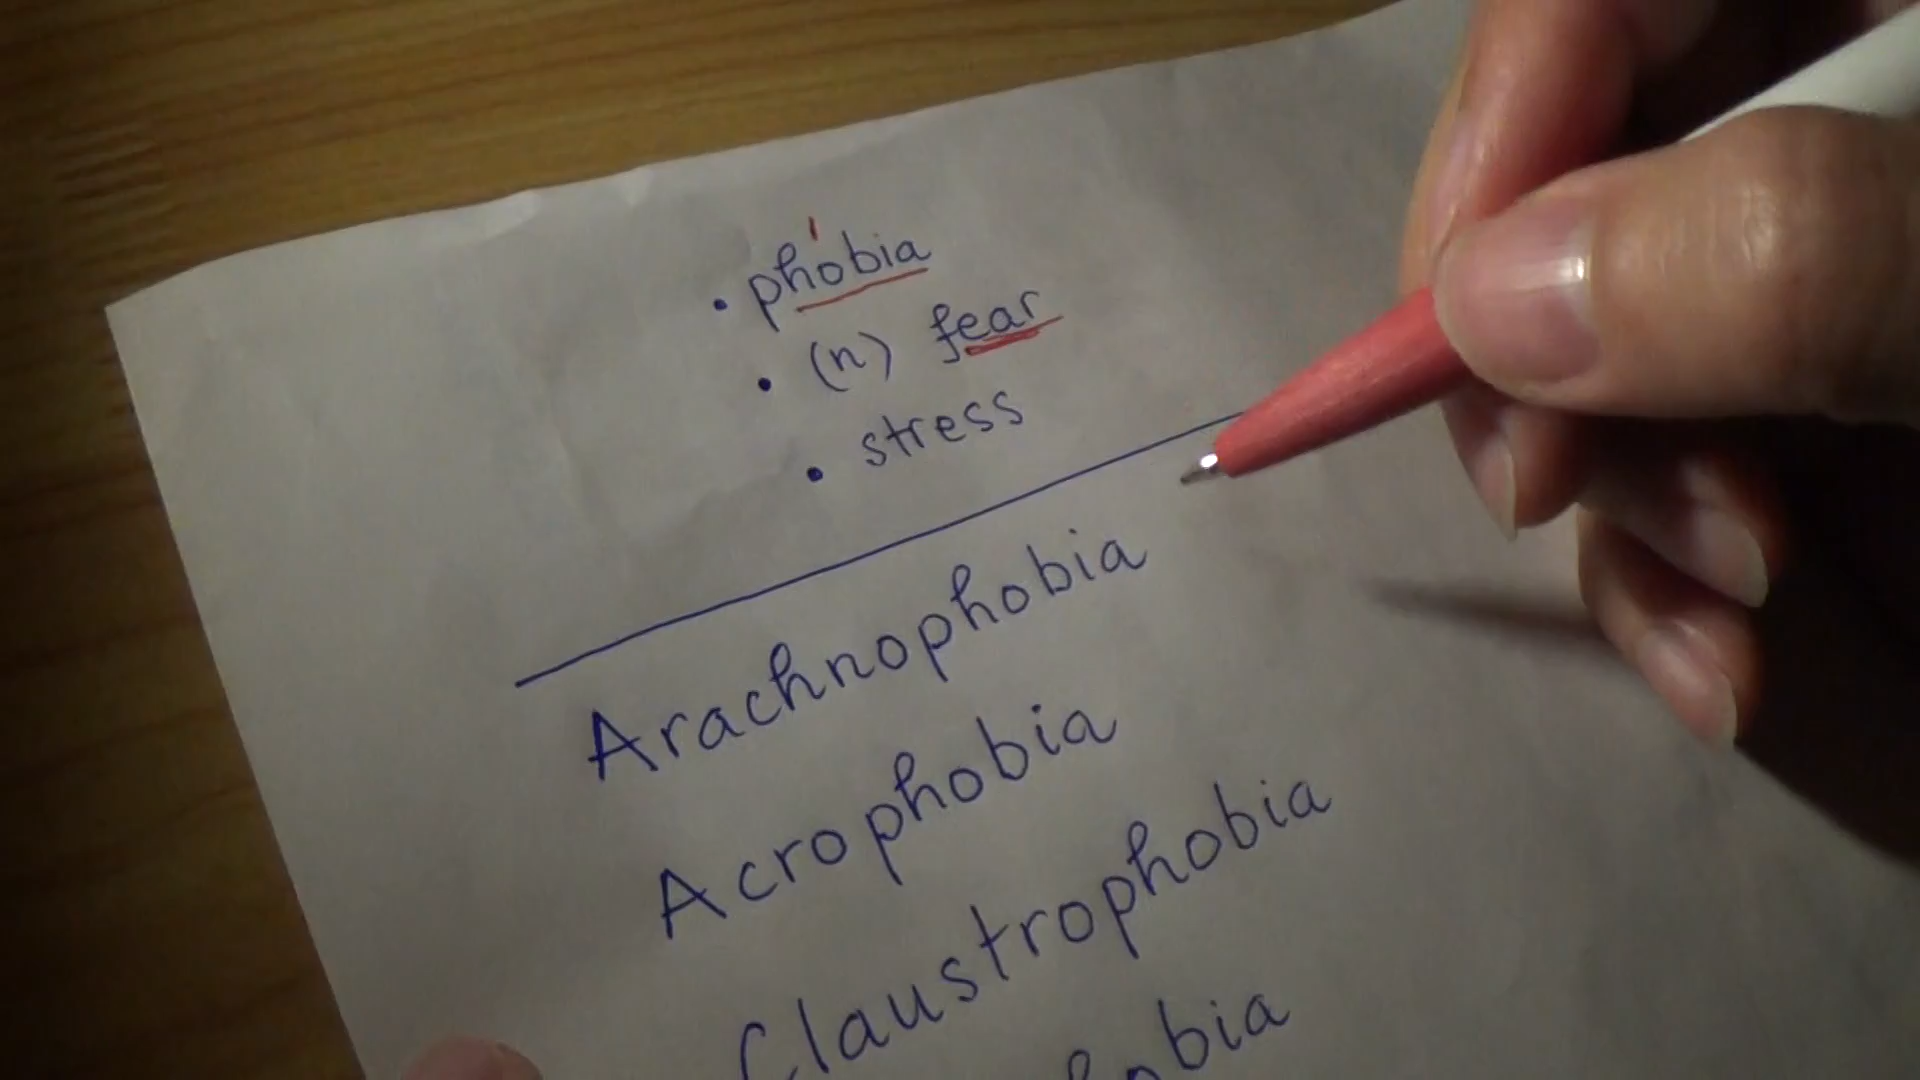 • phobia
• (n) fear
• stress
Arachnophobia
Acrophobia
Claustrophobia